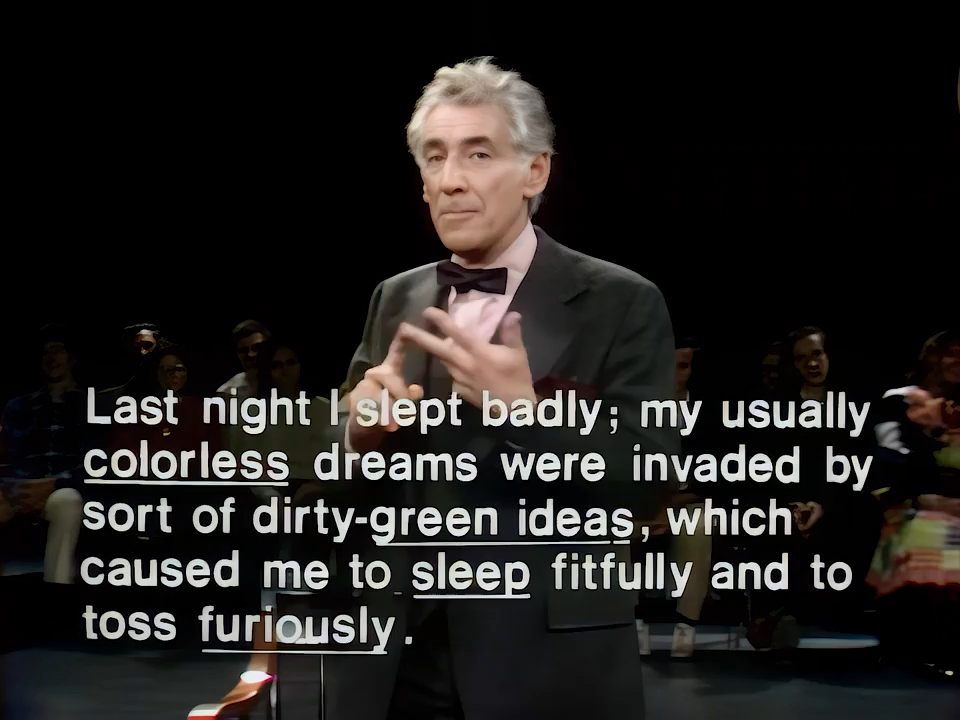 Last night I slept badly; my usually
colorless dreams were invaded by
sort of dirty-green ideas, which
caused me to sleep fitfully and to
toss furiously.